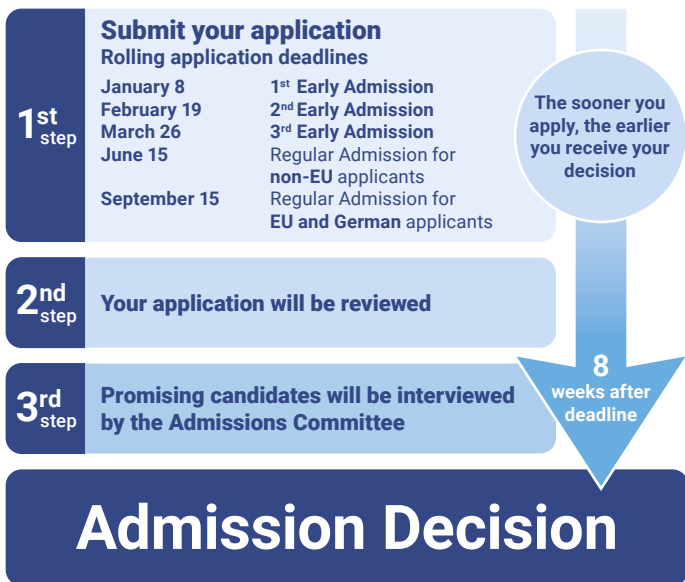 1st step
Submit your application
Rolling application deadlines
January 8 1st Early Admission
February 19 2nd Early Admission
March 26 3rd Early Admission
June 15 Regular Admission for
non-EU applicants
September 15 Regular Admission for
EU and German applicants
The sooner you
apply, the earlier
you receive your
decision
2nd step
Your application will be reviewed
3rd step
Promising candidates will be interviewed
by the Admissions Committee
8
weeks after
deadline
Admission Decision